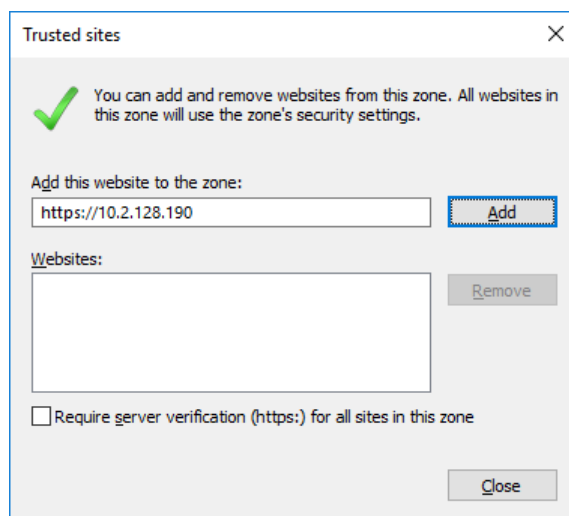 Trusted sites
You can add and remove websites from this zone. All websites in
this zone will use the zone's security settings.
Add this website to the zone:
https://10.2.128.190
Add
Websites:
Remove
Require server verification (https:) for all sites in this zone
Close